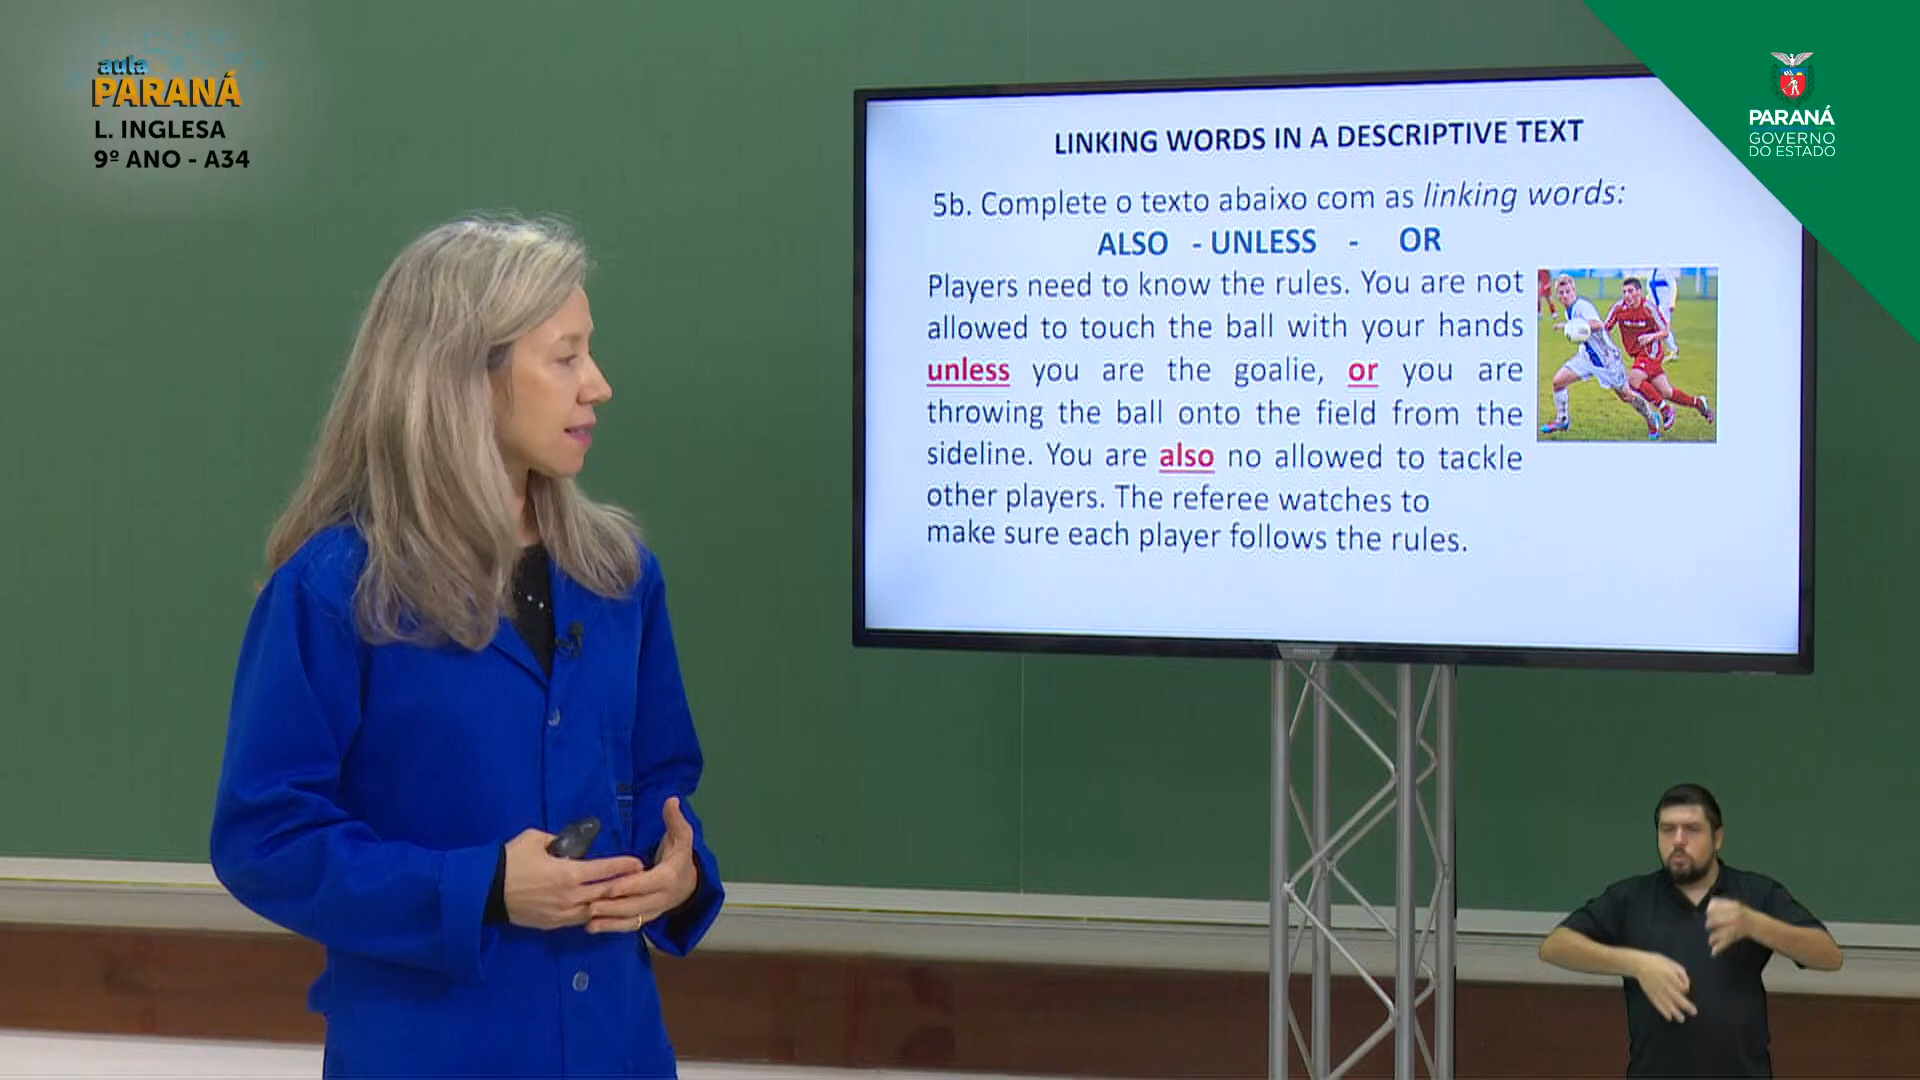 aula
PARANÁ
L. INGLESA
9º ANO - A34
PARANÁ
GOVERNO
DO ESTADO
LINKING WORDS IN A DESCRIPTIVE TEXT
5b. Complete o texto abaixo com as linking words:
ALSO - UNLESS - OR
Players need to know the rules. You are not
allowed to touch the ball with your hands
unless you are the goalie, or you are
throwing the ball onto the field from the
sideline. You are also no allowed to tackle
other players. The referee watches to
make sure each player follows the rules.